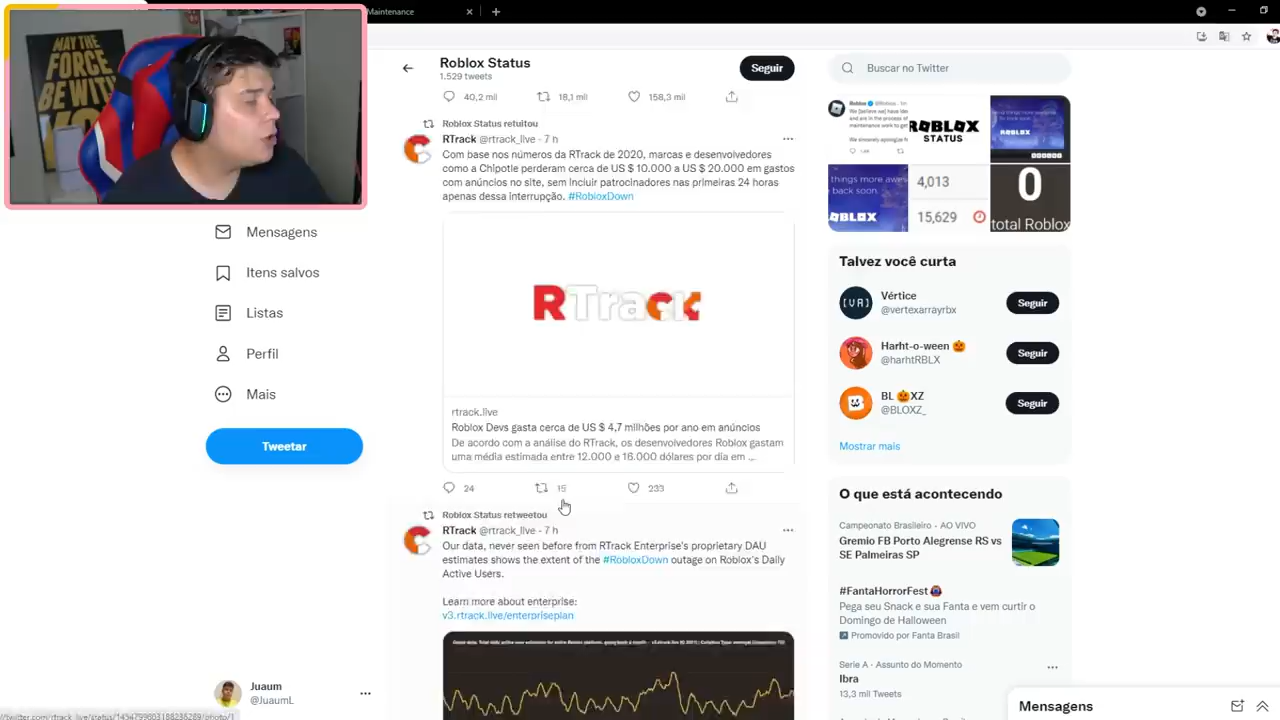 Maintenance
MAY THE
FORCE
BE WITH
Roblox Status
1.529 tweets
Seguir
Buscar no Twitter
40,2 mil
18,1 mil
158,3 mil
Roblox Status retuitou
RTrack @rtrack_live · 7 h
Com base nos números da RTrack de 2020, marcas e desenvolvedores
como a Chipotle perderam cerca de US $ 10.000 a US $ 20.000 em gastos
com anúncios no site, sem incluir patrocinadores nas primeiras 24 horas
apenas dessa interrupção. #RobloxDown
RTrack
rtrack.live
Roblox Devs gasta cerca de US $ 4,7 milhões por ano em anúncios
De acordo com a análise do RTrack, os desenvolvedores Roblox gastam
uma média estimada entre 12.000 e 16.000 dólares por dia em ...
24
15
233
Roblox Status retweetou
RTrack @rtrack_live · 7 h
Our data, never seen before from RTrack Enterprise's proprietary DAU
estimates shows the extent of the #RobloxDown outage on Roblox's Daily
Active Users.
Learn more about enterprise:
v3.rtrack.live/enterpriseplan
Mensagens
Itens salvos
Listas
Perfil
Mais
Tweetar
Juaum
@JuaumL
ROBLOX
STATUS
ROBLOX
things more aw
back soon.
ROBLOX
4,013
15,629
0
total Roblox
Talvez você curta
Vértice
@vertexarrayrbx
Seguir
Harht-o-ween
@harhtRBLX
Seguir
BL XZ
@BLOXZ_
Seguir
Mostrar mais
O que está acontecendo
Campeonato Brasileiro · AO VIVO
Gremio FB Porto Alegrense RS vs
SE Palmeiras SP
#FantaHorrorFest
Pega seu Snack e sua Fanta e vem curtir o
Domingo de Halloween
Promovido por Fanta Brasil
Serie A · Assunto do Momento
Ibra
13,3 mil Tweets
Mensagens